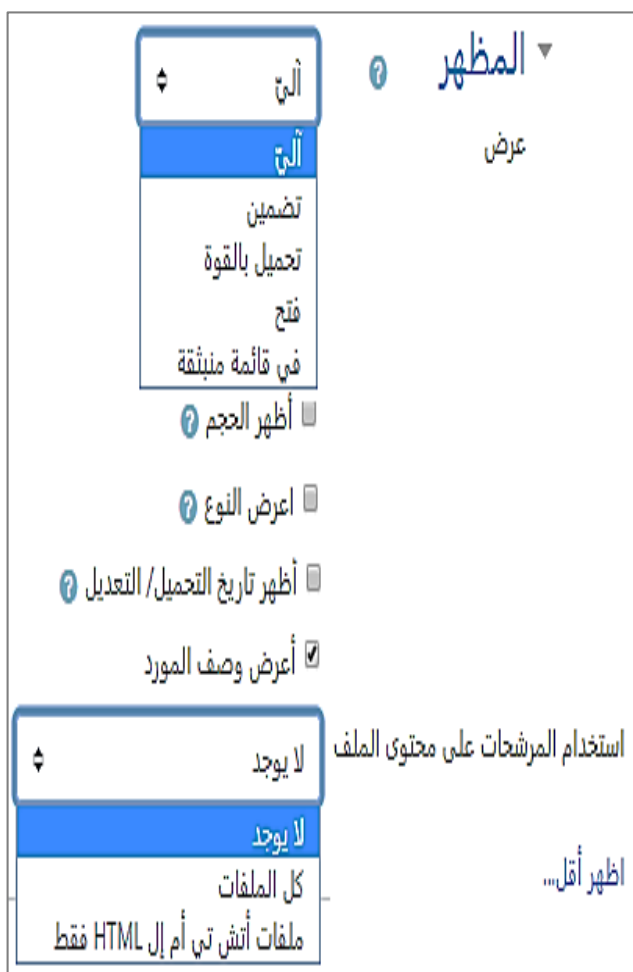 المظهر
عرض
آليّ
آليّ
تضمين
تحميل بالقوة
فتح
في قائمة منبثقة
أظهر الحجم
اعرض النوع
أظهر تاريخ التحميل/ التعديل
أعرض وصف المورد
استخدام المرشحات على محتوى الملف
لا يوجد
لا يوجد
كل الملفات
ملفات أتش تي أم إل HTML فقط
اظهر أقل...